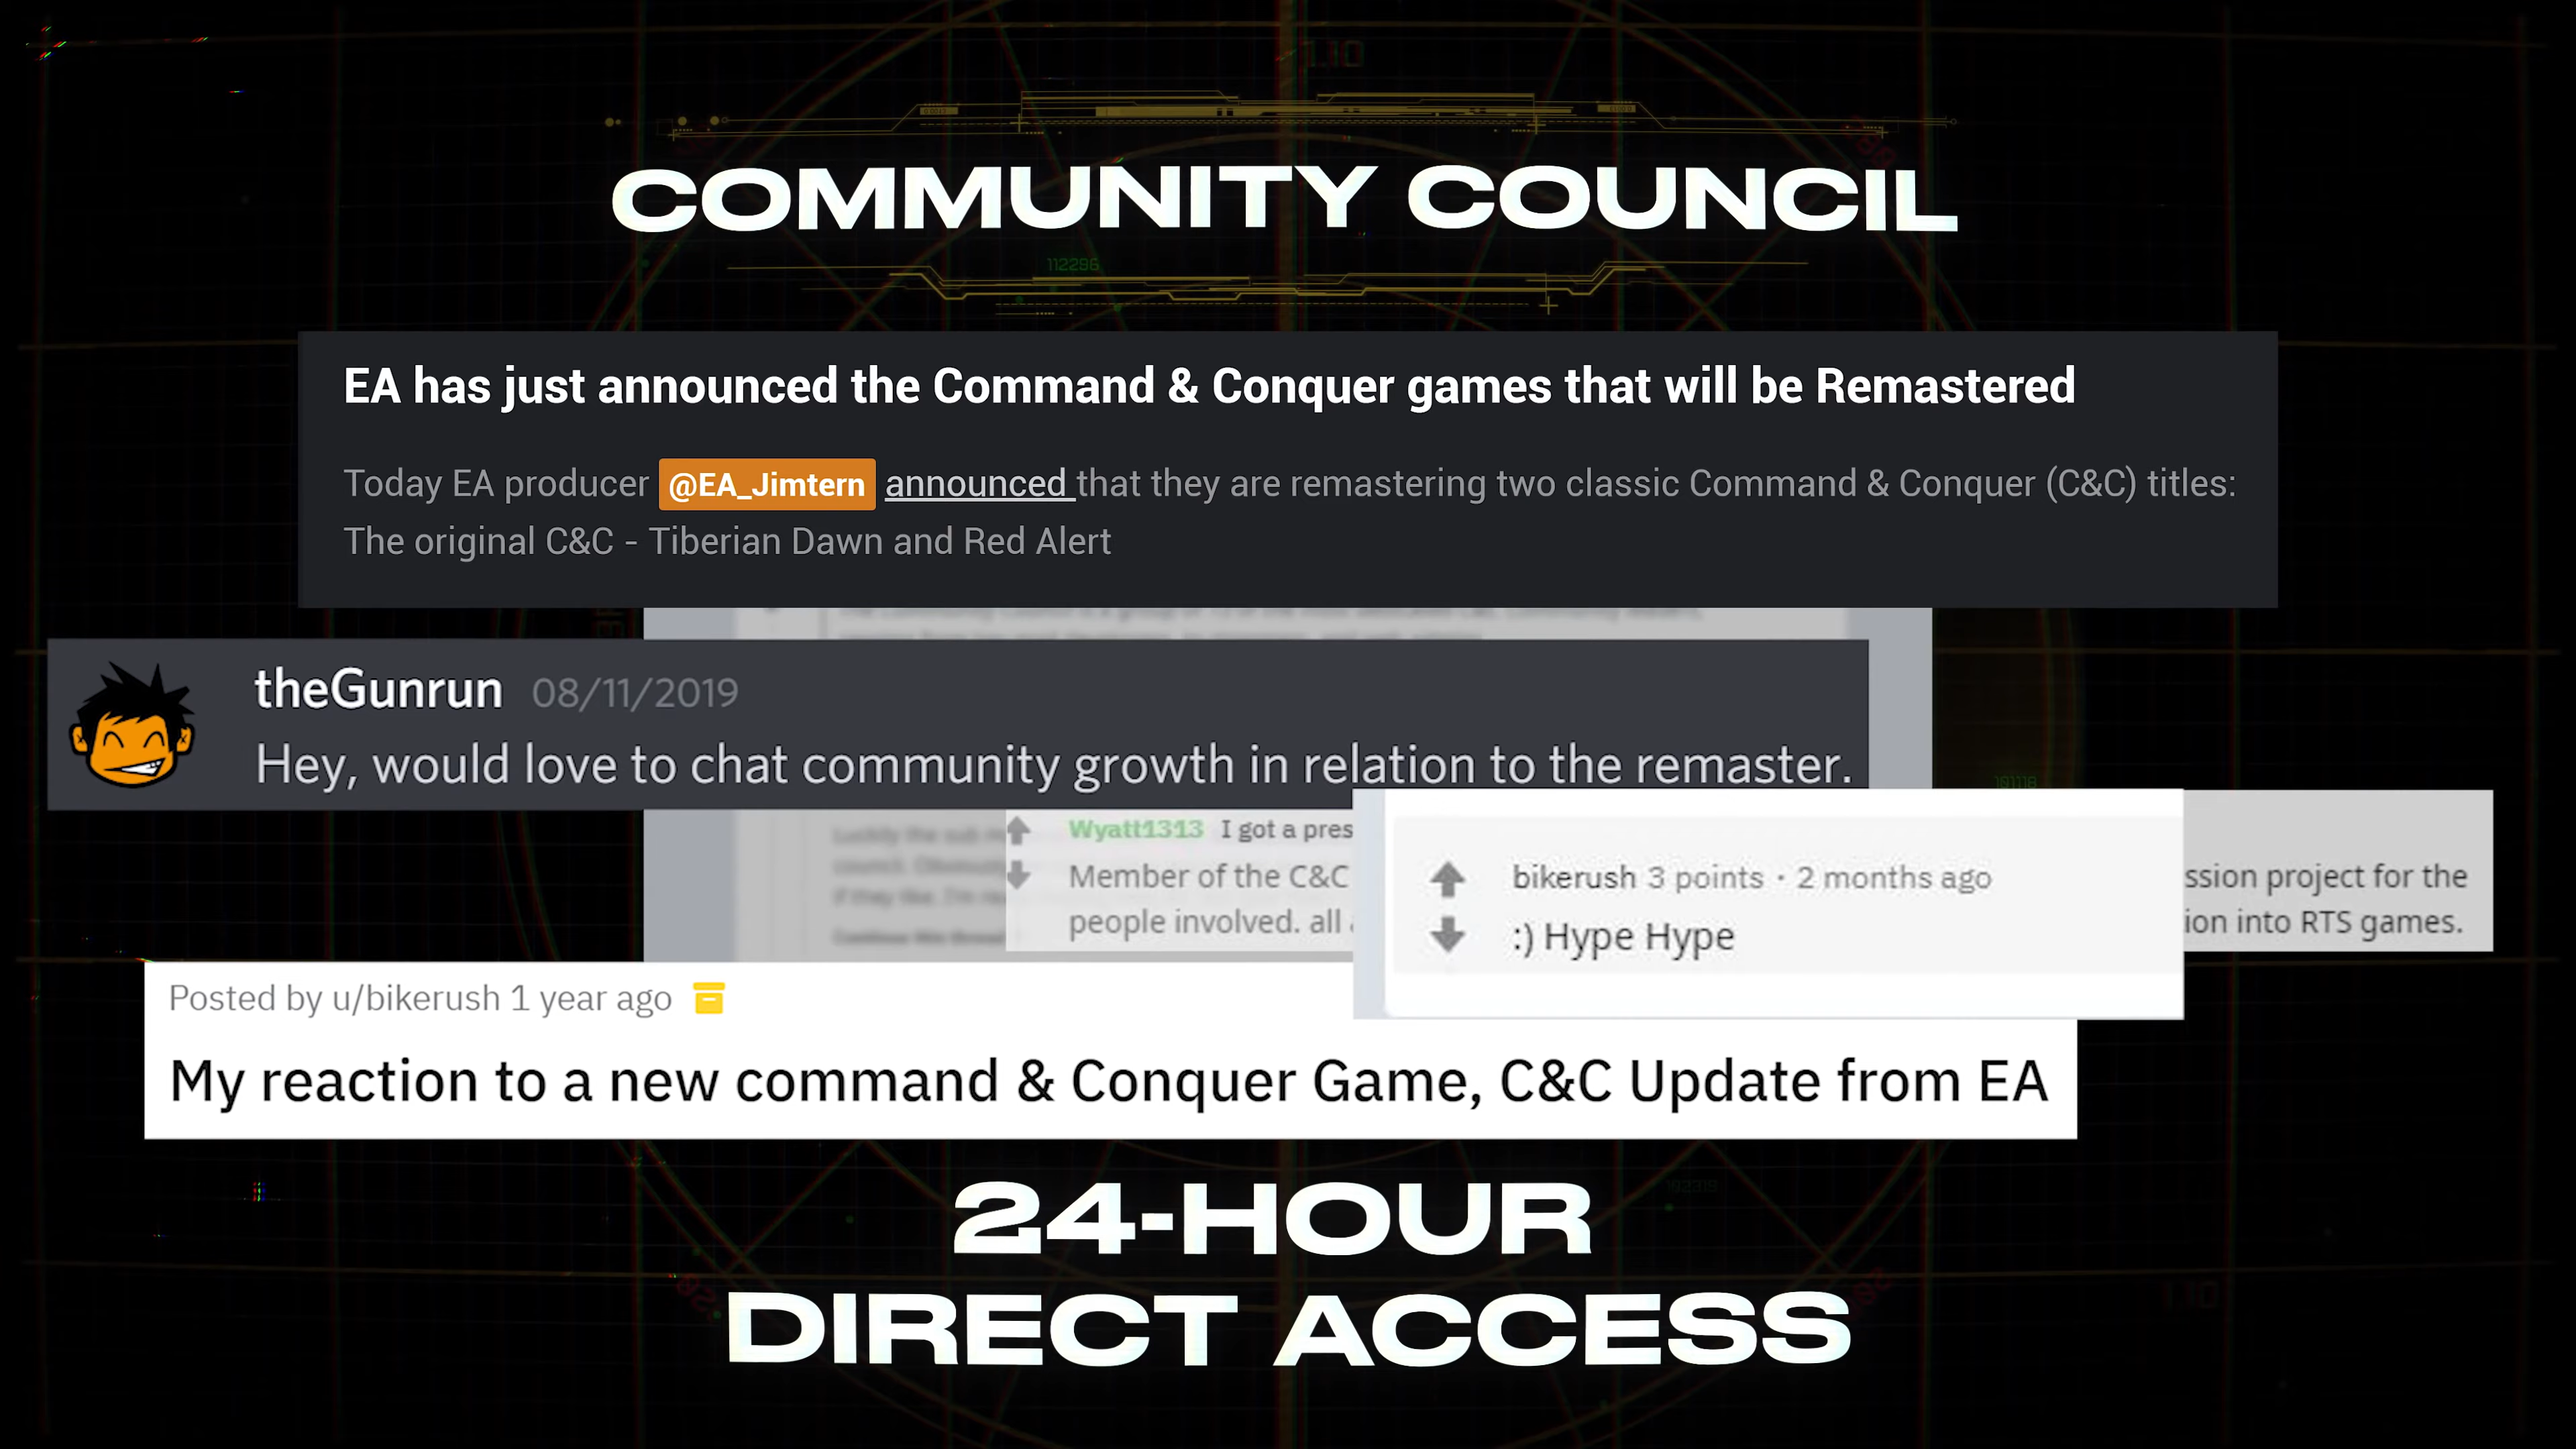 COMMUNITY COUNCIL
112296
EA has just announced the Command & Conquer games that will be Remastered
Today EA producer @EA_Jimtern announced that they are remastering two classic Command & Conquer (C&C) titles:
The original C&C - Tiberian Dawn and Red Alert
theGunrun 08/11/2019
Hey, would love to chat community growth in relation to the remaster.
Wyatt1313 I got a pres
Member of the C&C
people involved. all
ssion project for the
ion into RTS games.
bikerush 3 points · 2 months ago
:) Hype Hype
Posted by u/bikerush 1 year ago
My reaction to a new command & Conquer Game, C&C Update from EA
24-HOUR
DIRECT ACCESS